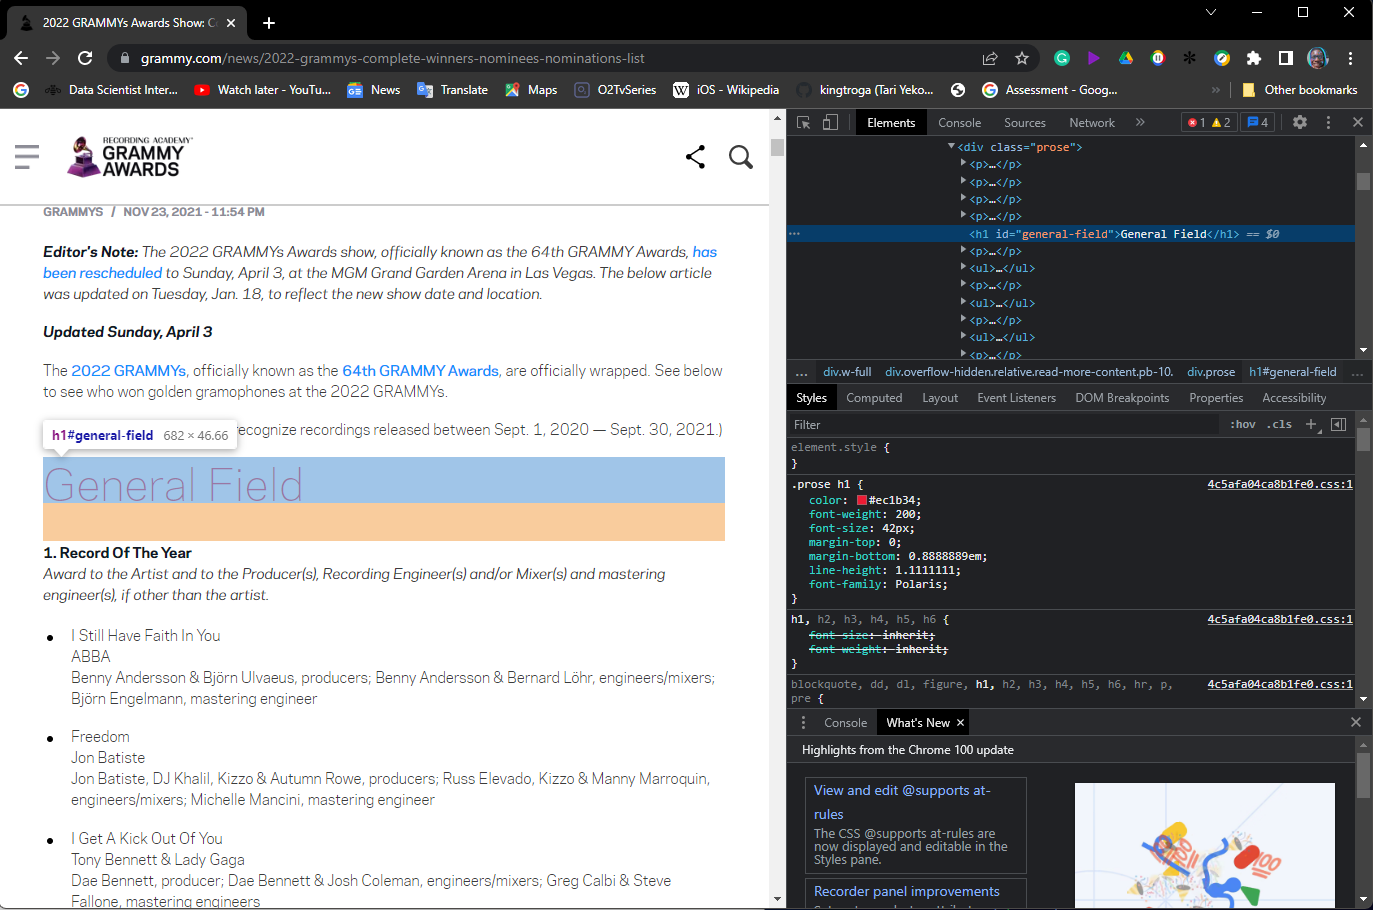 2022 GRAMMYs Awards Show: C
grammy.com/news/2022-grammys-complete-winners-nominees-nominations-list
Data Scientist Inter...
Watch later - YouTu...
News
Translate
Maps
O2TvSeries
iOS - Wikipedia
kingtroga (Tari Yeko...
Assessment - Goog...
»
Other bookmarks
RECORDING ACADEMY
GRAMMY
AWARDS
GRAMMYS / NOV 23, 2021 - 11:54 PM
Editor's Note: The 2022 GRAMMYs Awards show, officially known as the 64th GRAMMY Awards, has
been rescheduled to Sunday, April 3, at the MGM Grand Garden Arena in Las Vegas. The below article
was updated on Tuesday, Jan. 18, to reflect the new show date and location.
Updated Sunday, April 3
The 2022 GRAMMYs, officially known as the 64th GRAMMY Awards, are officially wrapped. See below
to see who won golden gramophones at the 2022 GRAMMYs.
h1#general-field 682 × 46.66
ecognize recordings released between Sept. 1, 2020 — Sept. 30, 2021.)
General Field
1. Record Of The Year
Award to the Artist and to the Producer(s), Recording Engineer(s) and/or Mixer(s) and mastering
engineer(s), if other than the artist.
I Still Have Faith In You
ABBA
Benny Andersson & Björn Ulvaeus, producers; Benny Andersson & Bernard Löhr, engineers/mixers;
Björn Engelmann, mastering engineer
Freedom
Jon Batiste
Jon Batiste, DJ Khalil, Kizzo & Autumn Rowe, producers; Russ Elevado, Kizzo & Manny Marroquin,
engineers/mixers; Michelle Mancini, mastering engineer
I Get A Kick Out Of You
Tony Bennett & Lady Gaga
Dae Bennett, producer; Dae Bennett & Josh Coleman, engineers/mixers; Greg Calbi & Steve
Fallone, mastering engineers
Elements
Console
Sources
Network
»
1
2
4
<div class="prose">
<p>…</p>
<p>…</p>
<p>…</p>
<p>…</p>
<h1 id="general-field">General Field</h1> == $0
<p>…</p>
<ul>…</ul>
<p>…</p>
<ul>…</ul>
<p>…</p>
<ul>…</ul>
<p>…</p>
... div.w-full div.overflow-hidden.relative.read-more-content.pb-10. div.prose h1#general-field ...
Styles
Computed
Layout
Event Listeners
DOM Breakpoints
Properties
Accessibility
Filter
:hov .cls +
element.style {
}
.prose h1 { 4c5afa04ca8b1fe0.css:1
color: #ec1b34;
font-weight: 200;
font-size: 42px;
margin-top: 0;
margin-bottom: 0.8888889em;
line-height: 1.1111111;
font-family: Polaris;
}
h1, h2, h3, h4, h5, h6 { 4c5afa04ca8b1fe0.css:1
font-size: inherit;
font-weight: inherit;
}
blockquote, dd, dl, figure, h1, h2, h3, h4, h5, h6, hr, p, 4c5afa04ca8b1fe0.css:1
pre {
Console
What's New
Highlights from the Chrome 100 update
View and edit @supports at-
rules
The CSS @supports at-rules are
now displayed and editable in the
Styles pane.
Recorder panel improvements